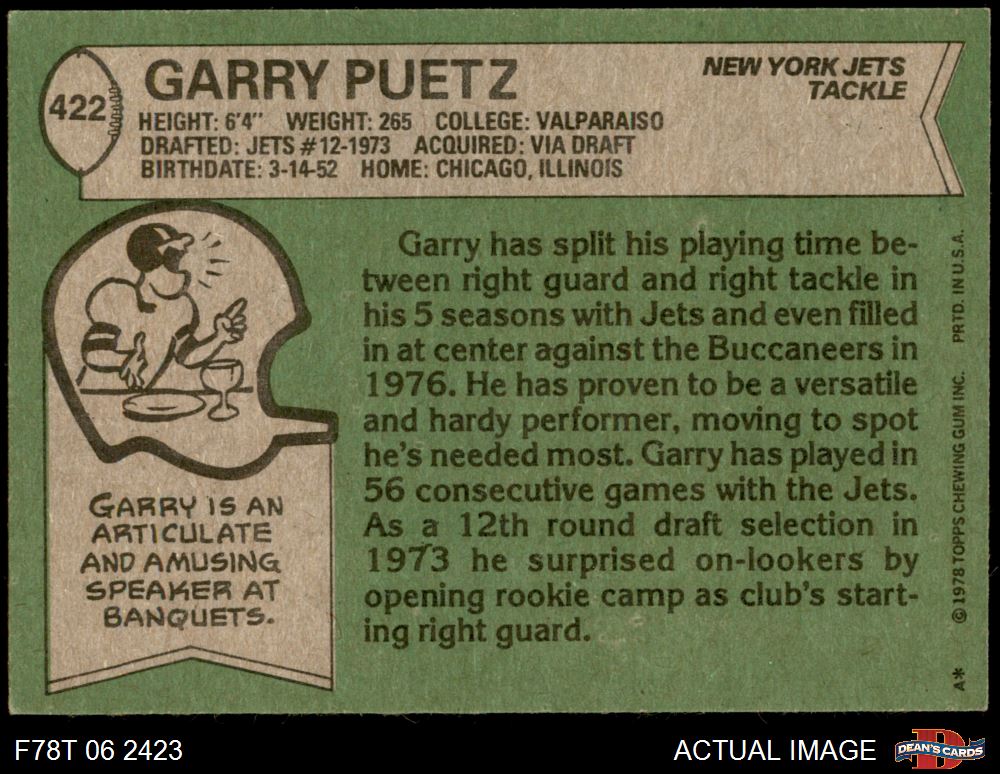 422
GARRY PUETZ
NEW YORK JETS
TACKLE
HEIGHT: 6'4" WEIGHT: 265 COLLEGE: VALPARAISO
DRAFTED: JETS #12-1973 ACQUIRED: VIA DRAFT
BIRTHDATE: 3-14-52 HOME: CHICAGO, ILLINOIS
GARRY IS AN
ARTICULATE
AND AMUSING
SPEAKER AT
BANQUETS.
Garry has split his playing time be-
tween right guard and right tackle in
his 5 seasons with Jets and even filled
in at center against the Buccaneers in
1976. He has proven to be a versatile
and hardy performer, moving to spot
he's needed most. Garry has played in
56 consecutive games with the Jets.
As a 12th round draft selection in
1973 he surprised on-lookers by
opening rookie camp as club's start-
ing right guard.
A* © 1978 TOPPS CHEWING GUM INC. PRTD. IN U.S.A.
F78T 06 2423
ACTUAL IMAGE
D
DEAN'S CARDS